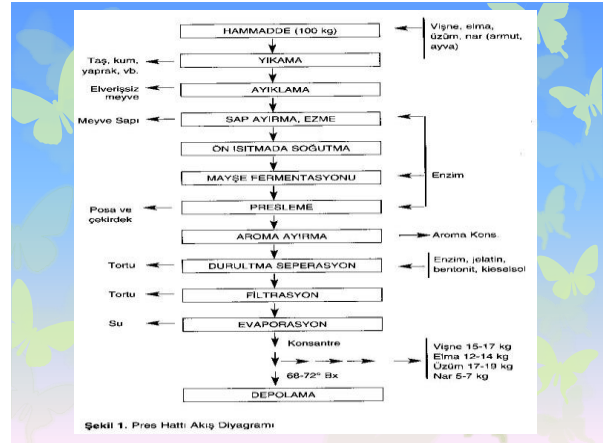 HAMMADDE (100 kg)
Vişne, elma,
üzüm, nar (armut,
ayva)
Taş, kum,
yaprak, vb.
YIKAMA
Elverişsiz
meyve
AYIKLAMA
Meyve Sapı
SAP AYIRMA, EZME
ÖN ISITMADA SOĞUTMA
Enzim
MAYŞE FERMENTASYONU
Posa ve
çekirdek
PRESLEME
AROMA AYIRMA
Aroma Kons.
Tortu
DURULTMA SEPERASYON
Enzim, jelatin,
bentonit, kieselsol
Tortu
FİLTRASYON
Su
EVAPORASYON
Konsantre
Vişne 15-17 kg
Elma 12-14 kg
Üzüm 17-19 kg
Nar 5-7 kg
68-72° Bx
DEPOLAMA
Şekil 1. Pres Hattı Akış Diyagramı